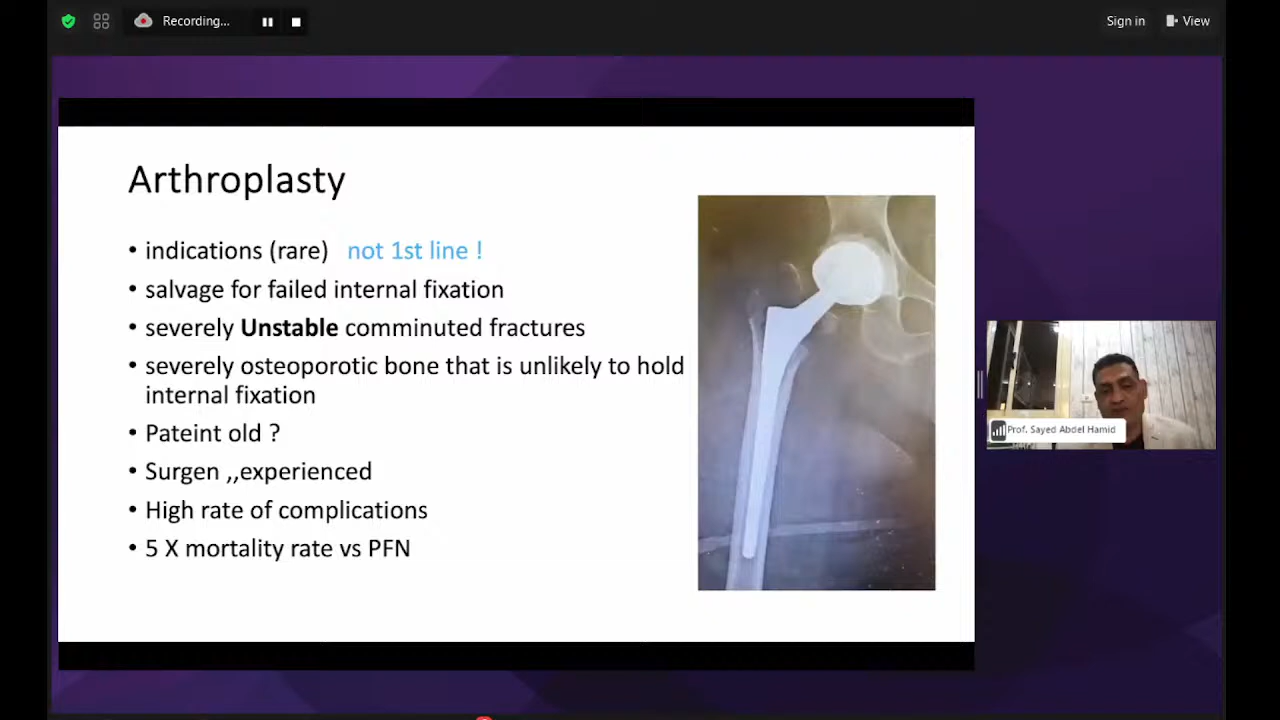 Recording...
Sign in
View
Arthroplasty
• indications (rare) not 1st line !
• salvage for failed internal fixation
• severely Unstable comminuted fractures
• severely osteoporotic bone that is unlikely to hold
internal fixation
• Pateint old ?
• Surgen ,,experienced
• High rate of complications
• 5 X mortality rate vs PFN
Prof. Sayed Abdel Hamid